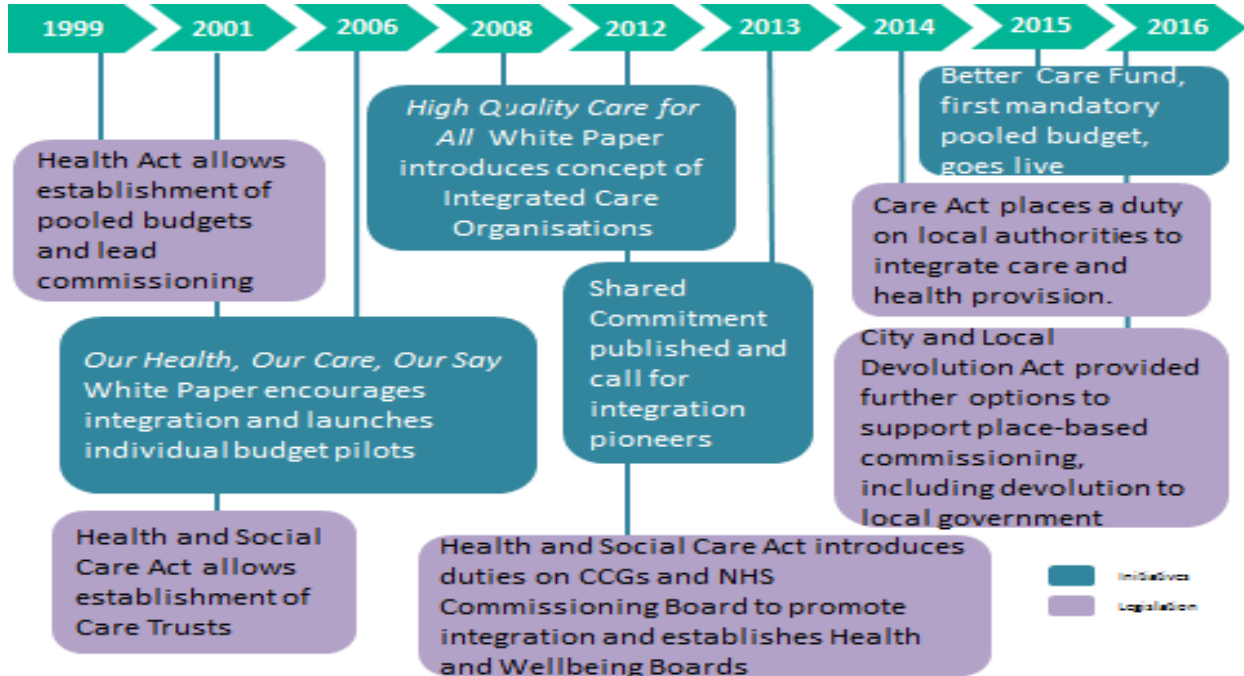 1999 2001 2006 2008 2012 2013 2014 2015 2016
Health Act allows
establishment of
pooled budgets
and lead
commissioning
Our Health, Our Care, Our Say
White Paper encourages
integration and launches
individual budget pilots
Health and Social
Care Act allows
establishment of
Care Trusts
High Quality Care for
All White Paper
introduces concept of
Integrated Care
Organisations
Shared
Commitment
published and
call for
integration
pioneers
Health and Social Care Act introduces
duties on CCGs and NHS
Commissioning Board to promote
integration and establishes Health
and Wellbeing Boards
Better Care Fund,
first mandatory
pooled budget,
goes live
Care Act places a duty
on local authorities to
integrate care and
health provision.
City and Local
Devolution Act provided
further options to
support place-based
commissioning,
including devolution to
local government
Initiatives
Legislation